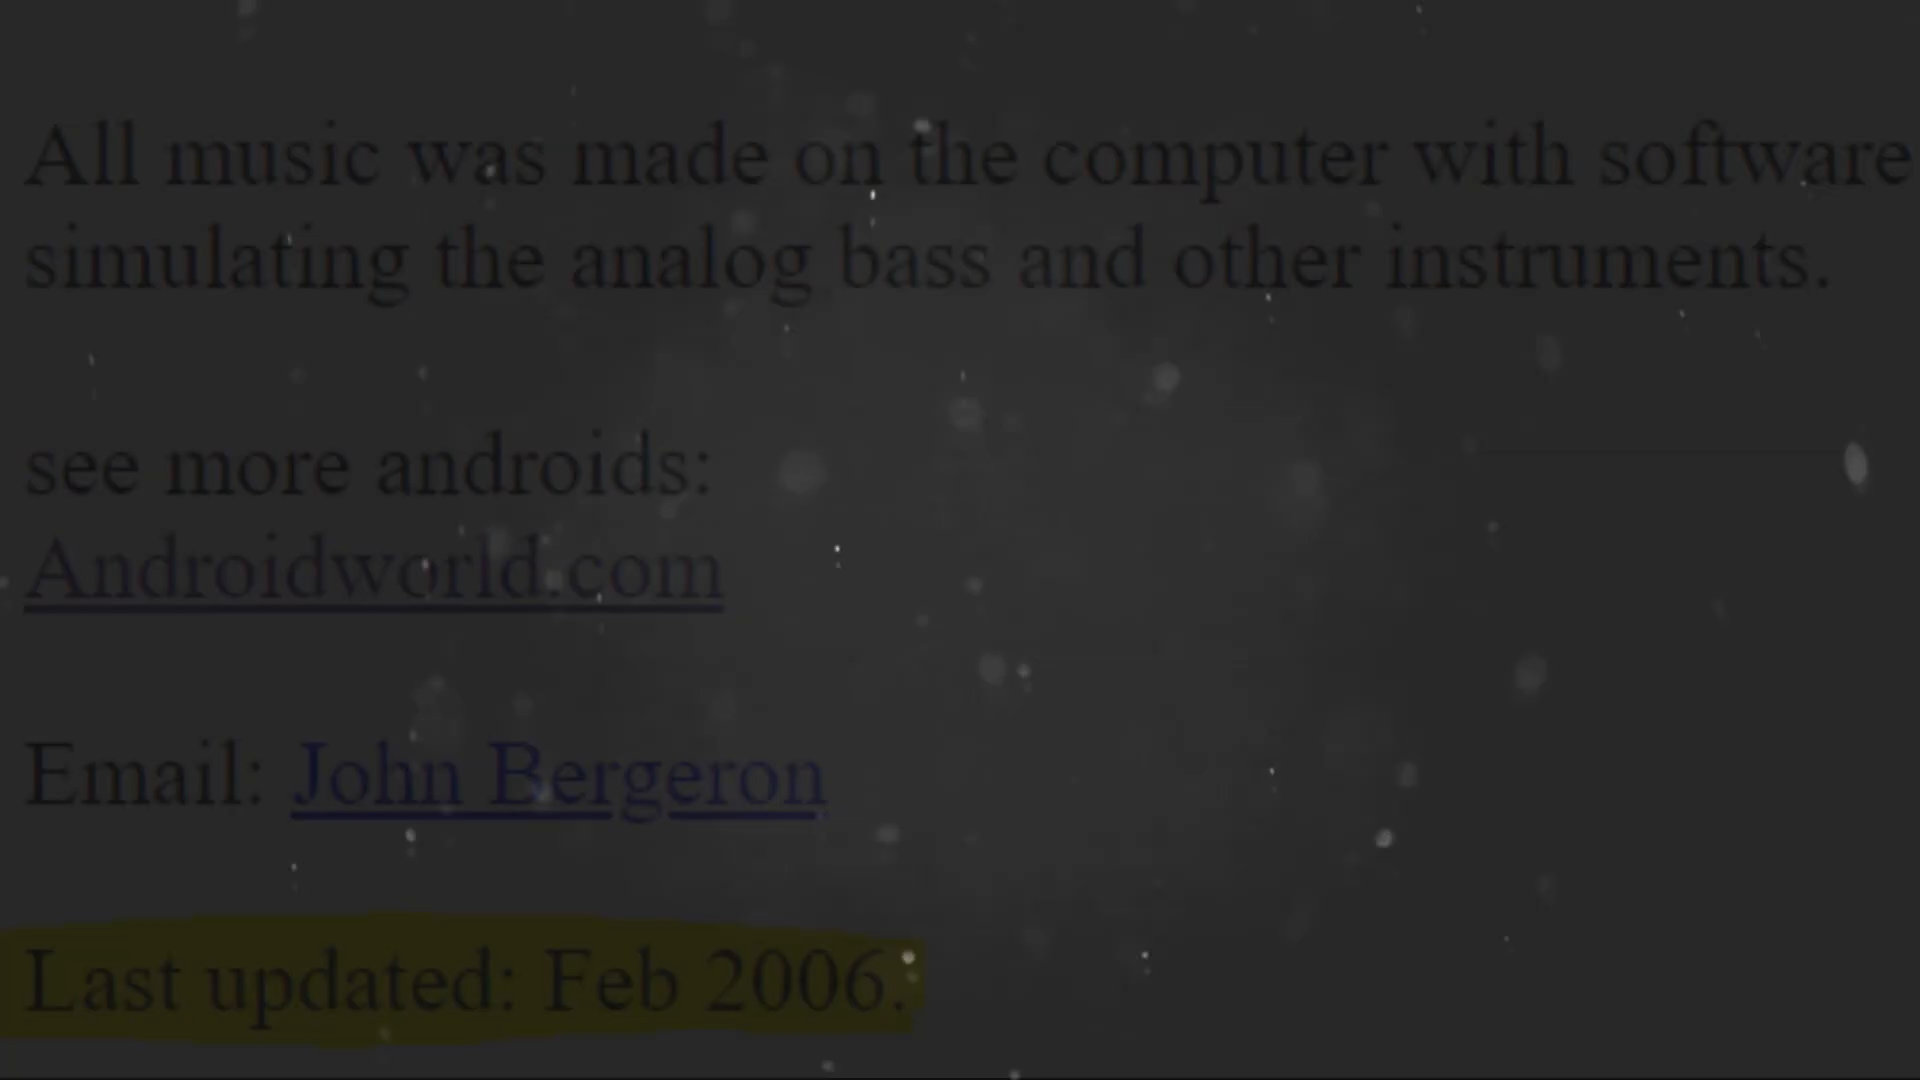 All music was made on the computer with software
simulating the analog bass and other instruments.
see more androids:
Androidworld.com
Email: John Bergeron
Last updated: Feb 2006.